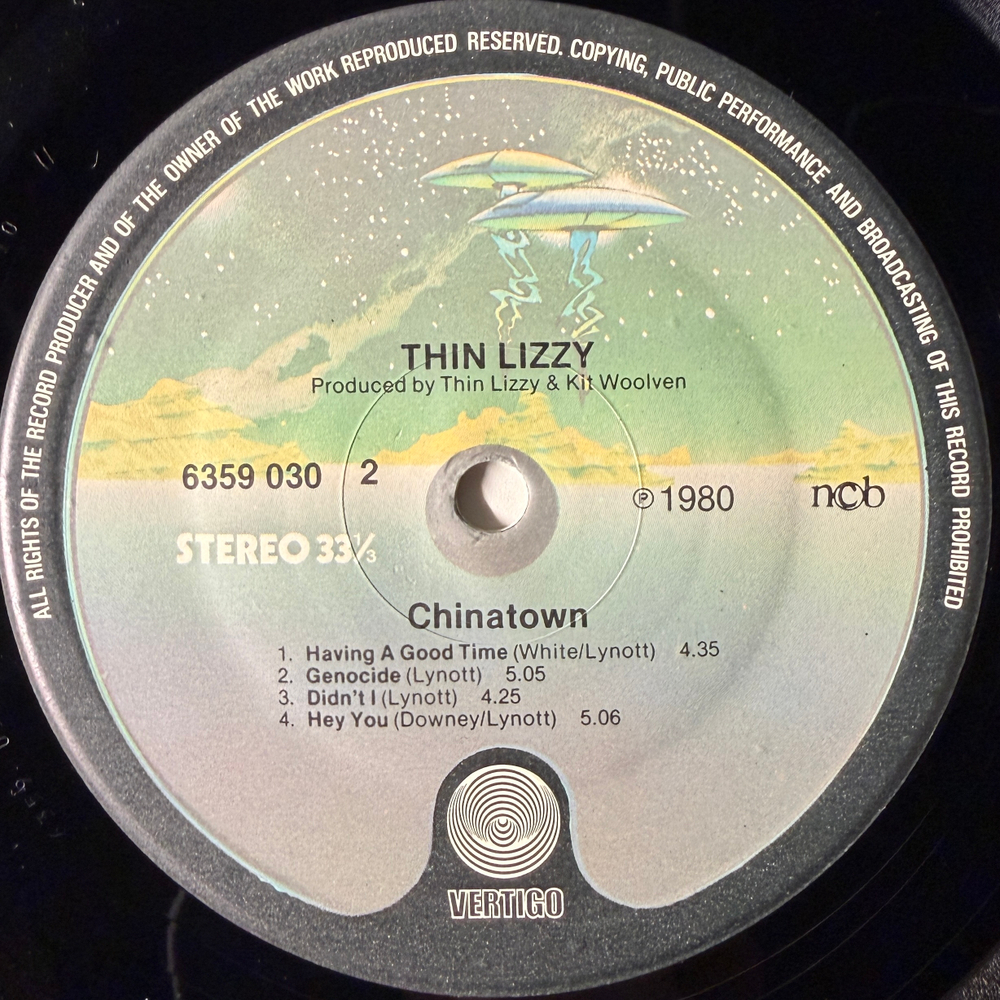 ALL RIGHTS OF THE RECORD PRODUCER AND OF THE OWNER OF THE WORK REPRODUCED RESERVED. COPYING, PUBLIC PERFORMANCE AND BROADCASTING OF THIS RECORD PROHIBITED
THIN LIZZY
Produced by Thin Lizzy & Kit Woolven
6359 030 2
℗ 1980
ncb
STEREO 33⅓
Chinatown
1. Having A Good Time (White/Lynott) 4.35
2. Genocide (Lynott) 5.05
3. Didn't I (Lynott) 4.25
4. Hey You (Downey/Lynott) 5.06
VERTIGO